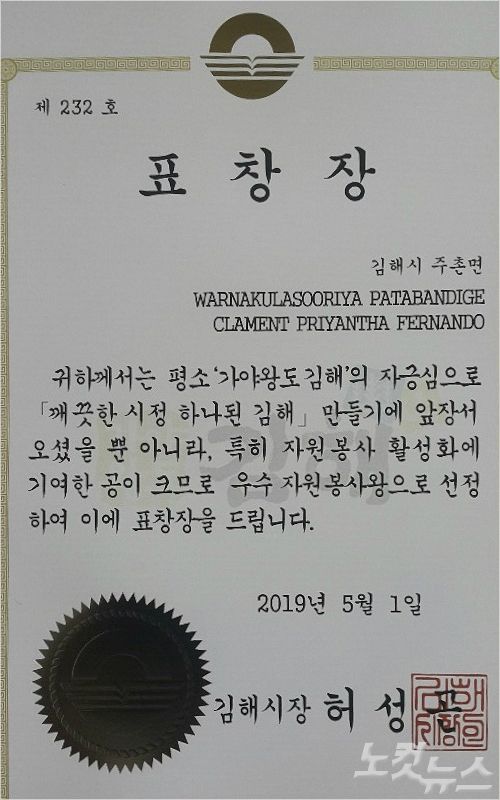 제 232 호
표 창 장
김해시 주촌면
WARNAKULASOORIYA PATABANDIGE
CLAMENT PRIYANTHA FERNANDO
귀하께서는 평소 '가야왕도 김해'의 자긍심으로
「깨끗한 시정 하나된 김해」 만들기에 앞장서
오셨을 뿐 아니라, 특히 자원봉사 활성화에
기여한 공이 크므로 우수 자원봉사왕으로 선정
하여 이에 표창장을 드립니다.
2019년 5월 1일
김해시장 허 성 곤
노컷뉴스